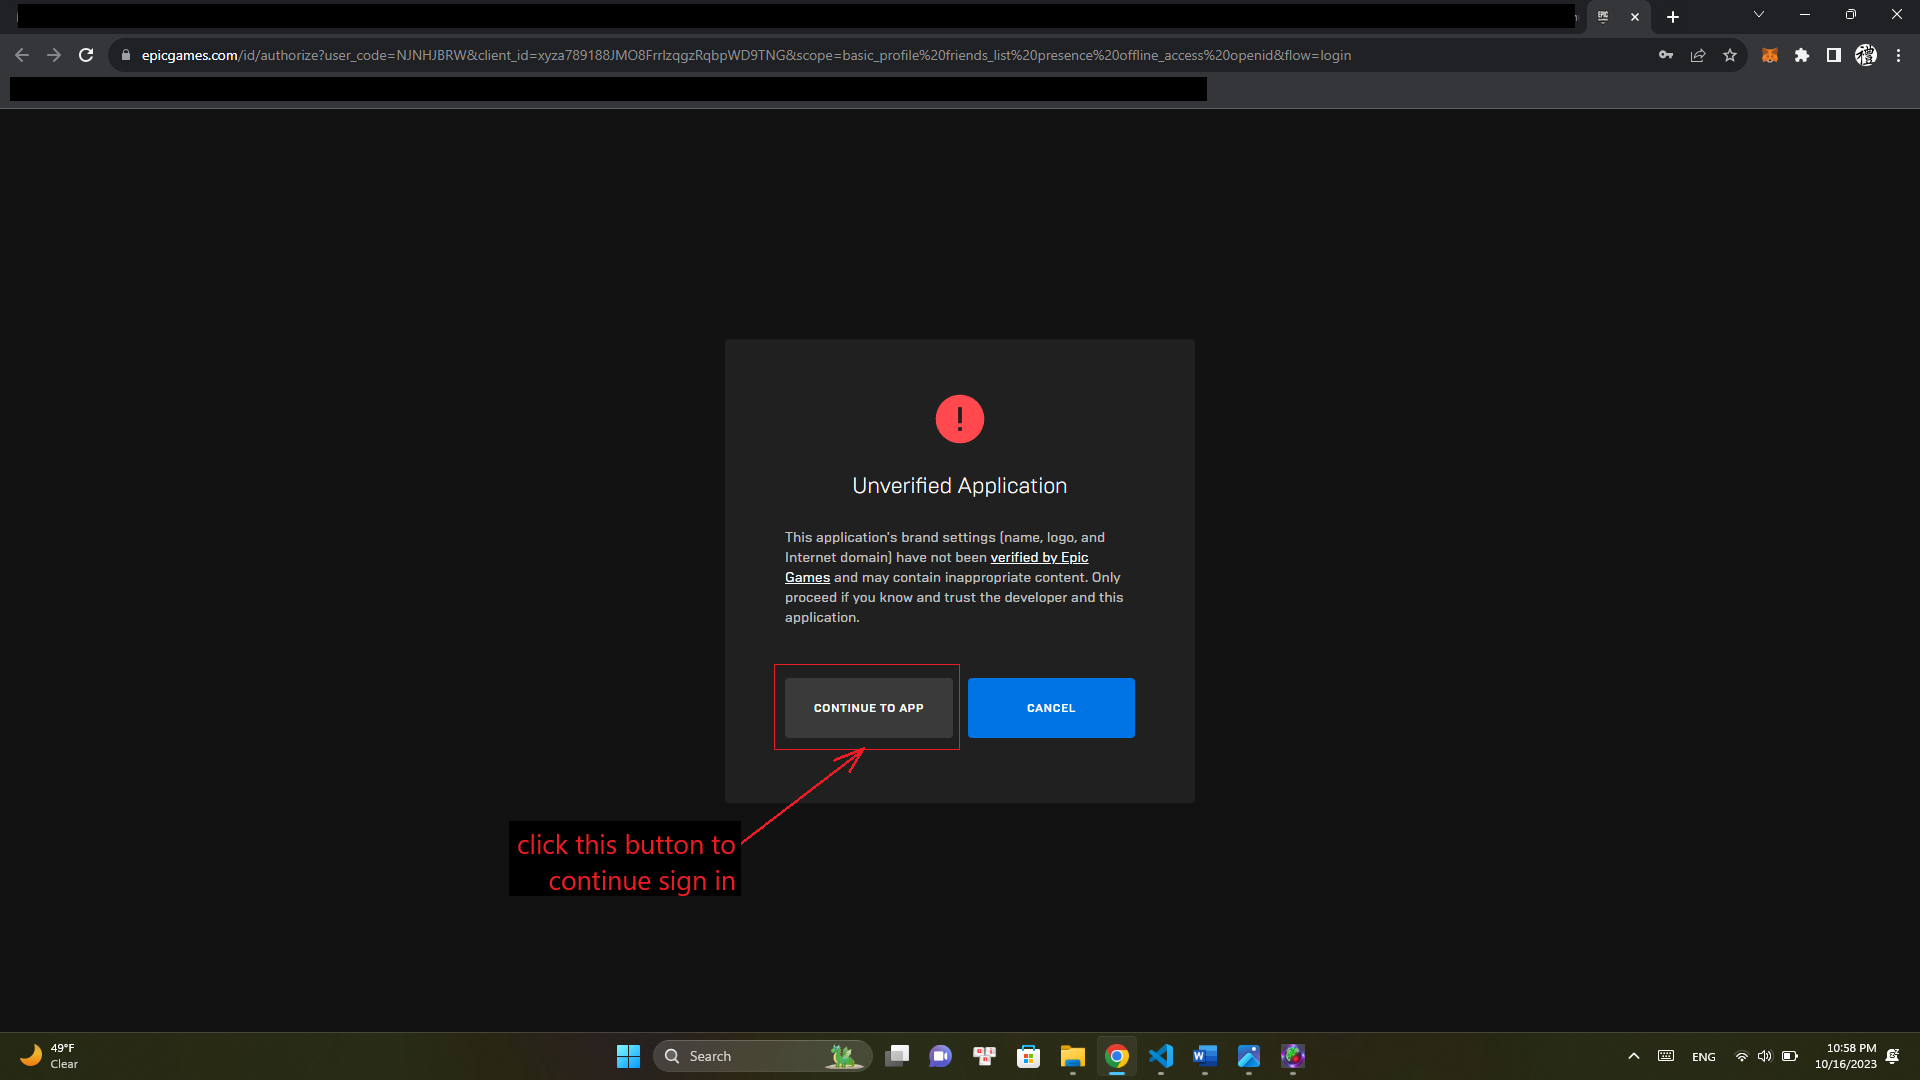 EPIC
epicgames.com/id/authorize?user_code=NJNHJBRW&client_id=xyza789188JMO8FrrlzqgzRqbpWD9TNG&scope=basic_profile%20friends_list%20presence%20offline_access%20openid&flow=login
!
Unverified Application
This application's brand settings (name, logo, and
Internet domain) have not been verified by Epic
Games and may contain inappropriate content. Only
proceed if you know and trust the developer and this
application.
CONTINUE TO APP
CANCEL
click this button to
continue sign in
49°F
Clear
Search
ENG
10:58 PM
10/16/2023